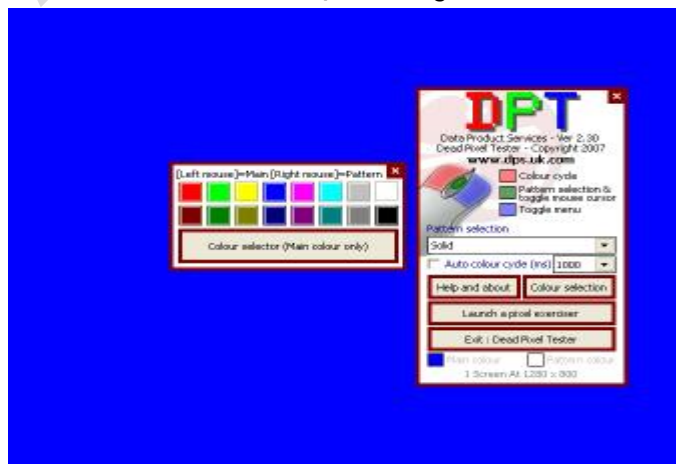 DPT
Data Product Services - Ver 2.30
Dead Pixel Tester - Copyright 2007
www.dps.uk.com
Colour cycle
Pattern selection &
toggle mouse cursor
Toggle menu
[Left mouse]=Main [Right mouse]=Pattern
Colour selector (Main colour only)
Pattern selection
Solid
Auto colour cycle (ms) 1000
Help and about Colour selection
Launch a pixel exerciser
Exit : Dead Pixel Tester
Main colour Pattern colour
1 Screen At 1280 x 800